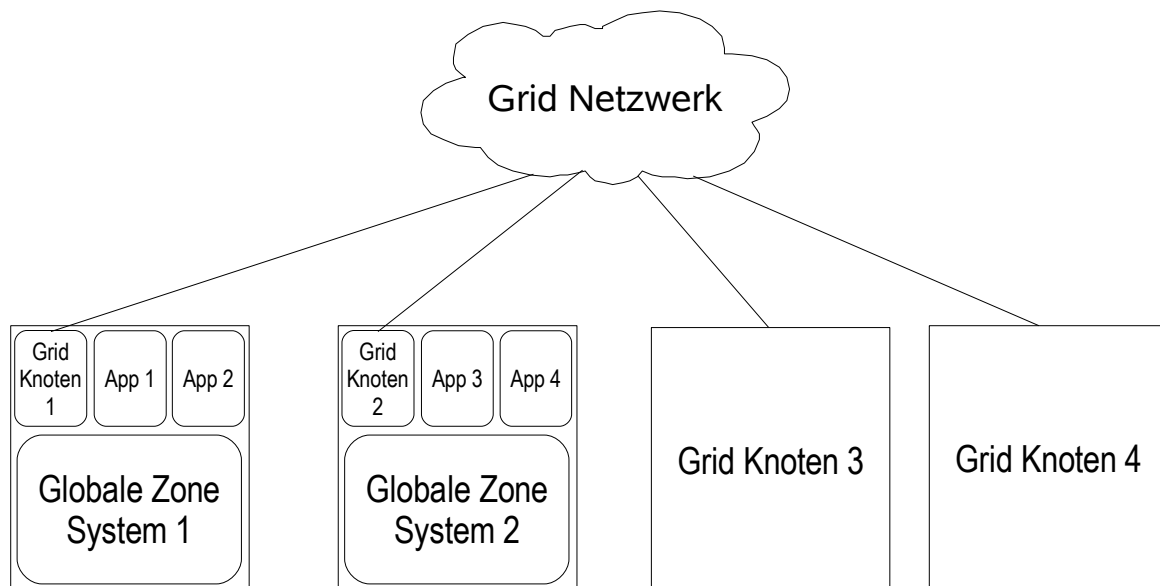 Grid Netzwerk
Grid
Knoten
1
App 1
App 2
Globale Zone
System 1
Grid
Knoten
2
App 3
App 4
Globale Zone
System 2
Grid Knoten 3
Grid Knoten 4